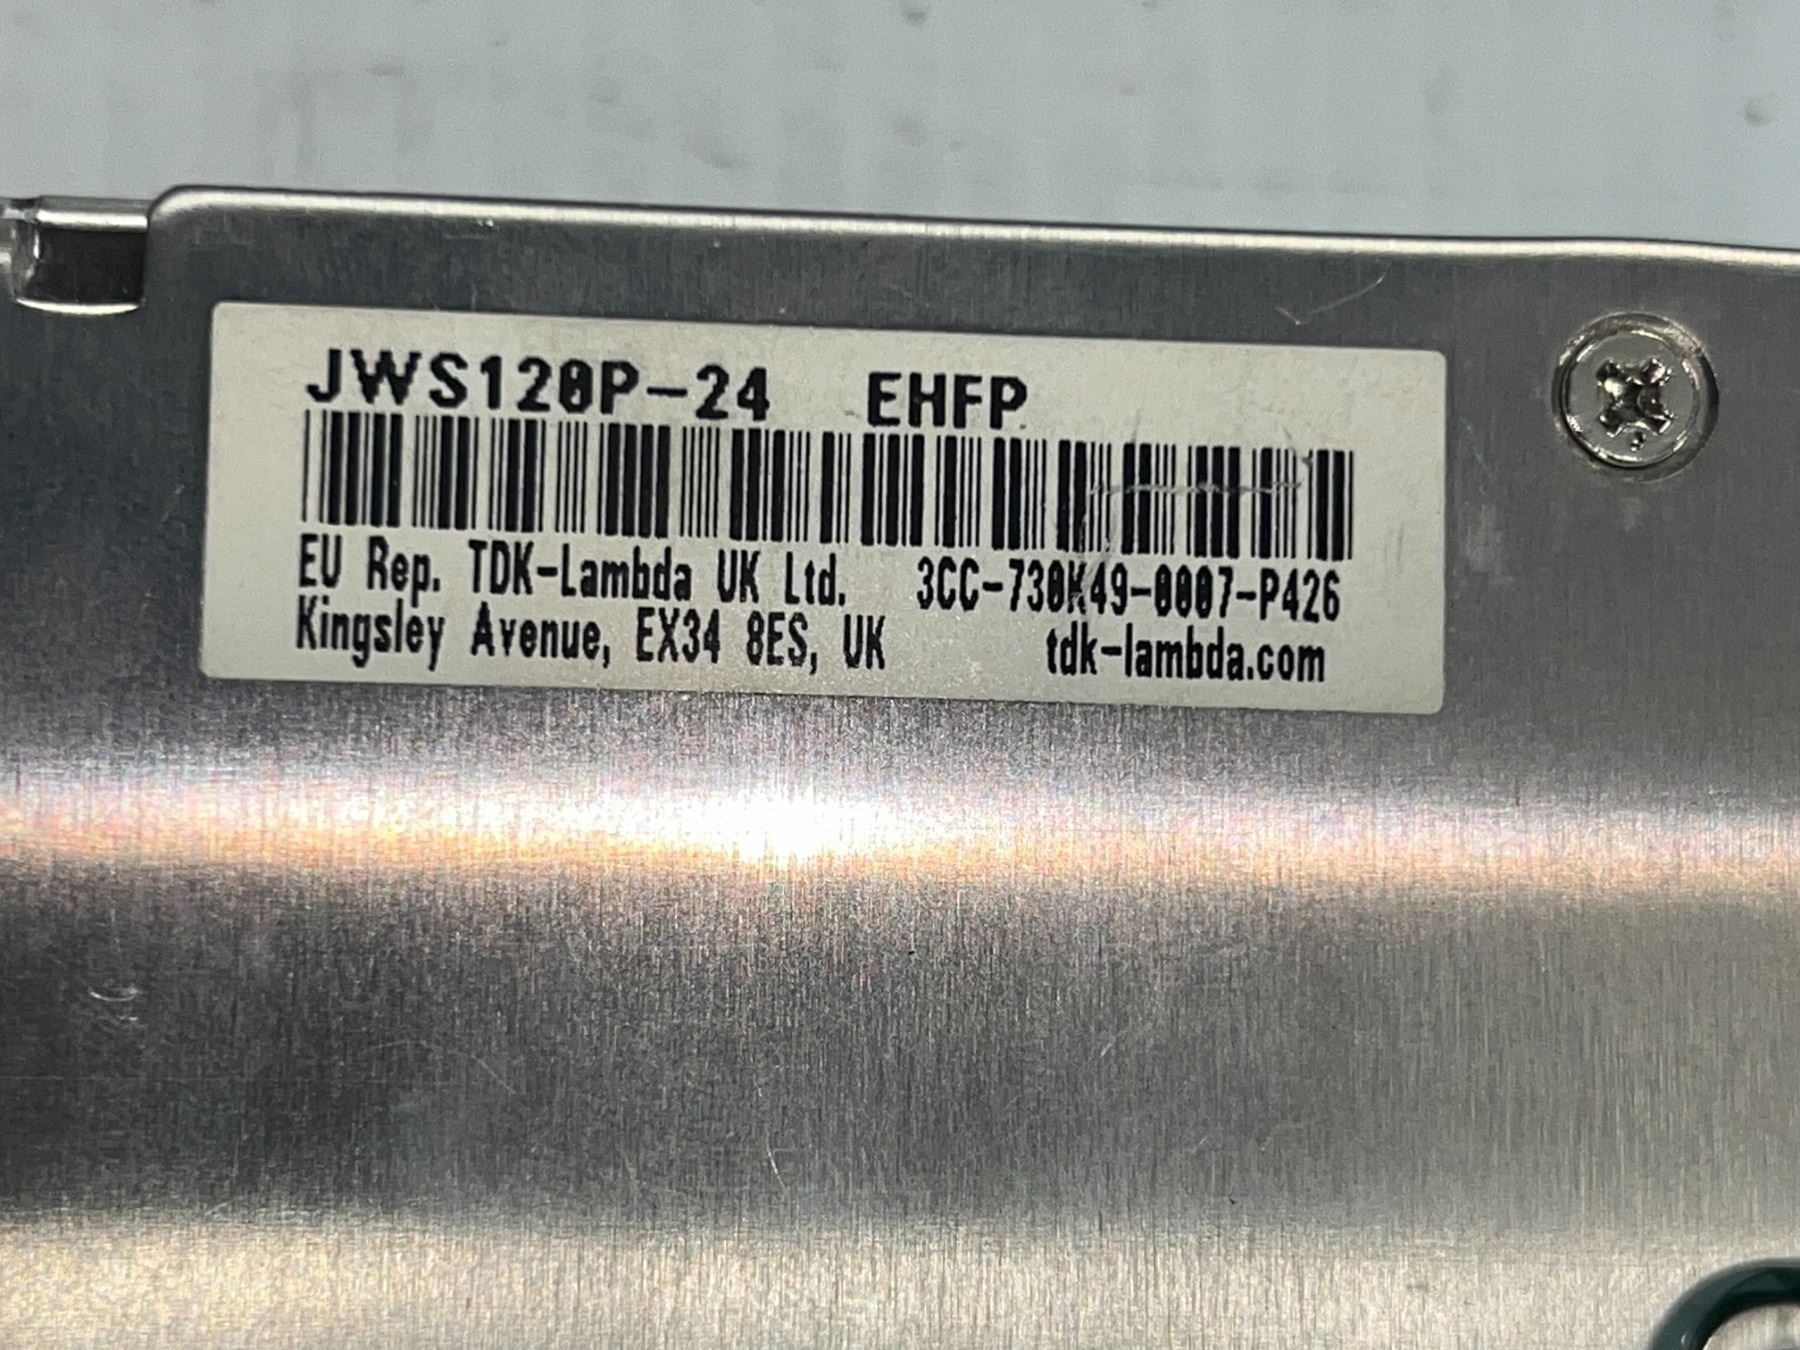 JWS120P-24 EHFP
EU Rep. TDK-Lambda UK Ltd. 3CC-730K49-0007-P426
Kingsley Avenue, EX34 8ES, UK tdk-lambda.com